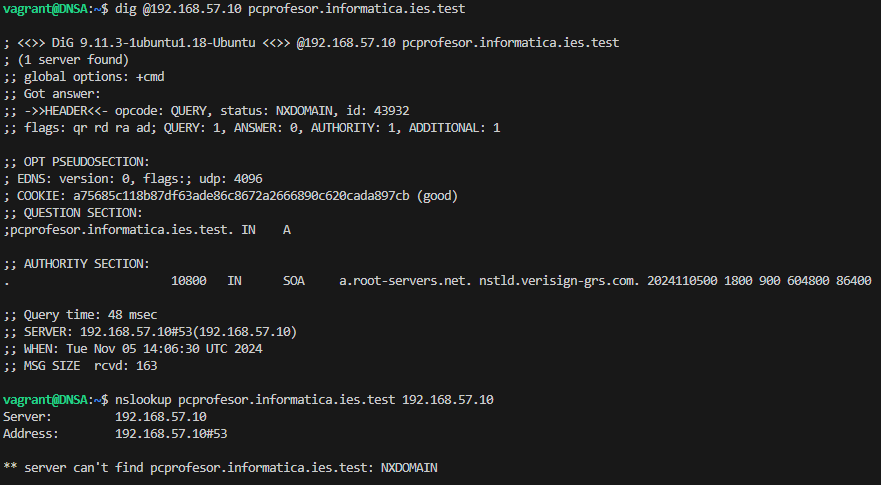 vagrant@DNSA:~$ dig @192.168.57.10 pcprofesor.informatica.ies.test
; <<>> DiG 9.11.3-1ubuntu1.18-Ubuntu <<>> @192.168.57.10 pcprofesor.informatica.ies.test
; (1 server found)
;; global options: +cmd
;; Got answer:
;; ->>HEADER<<- opcode: QUERY, status: NXDOMAIN, id: 43932
;; flags: qr rd ra ad; QUERY: 1, ANSWER: 0, AUTHORITY: 1, ADDITIONAL: 1
;; OPT PSEUDOSECTION:
; EDNS: version: 0, flags:; udp: 4096
; COOKIE: a75685c118b87df63ade86c8672a2666890c620cada897cb (good)
;; QUESTION SECTION:
;pcprofesor.informatica.ies.test. IN A
;; AUTHORITY SECTION:
. 10800 IN SOA a.root-servers.net. nstld.verisign-grs.com. 2024110500 1800 900 604800 86400
;; Query time: 48 msec
;; SERVER: 192.168.57.10#53(192.168.57.10)
;; WHEN: Tue Nov 05 14:06:30 UTC 2024
;; MSG SIZE rcvd: 163
vagrant@DNSA:~$ nslookup pcprofesor.informatica.ies.test 192.168.57.10
Server: 192.168.57.10
Address: 192.168.57.10#53
** server can't find pcprofesor.informatica.ies.test: NXDOMAIN